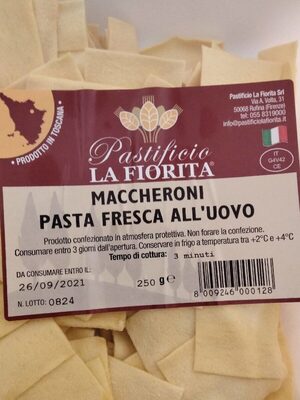 PRODOTTO IN TOSCANA
Pastificio La Fiorita Srl
Via A. Volta, 31
50068 Rufina (Firenze)
tel: 055 8319000
info@pastificiolafiorita.it
IT
G4V42
CE
Pastificio
LA FIORITA®
MACCHERONI
PASTA FRESCA ALL'UOVO
Prodotto confezionato in atmosfera protettiva. Non forare la confezione.
Consumare entro 3 giorni dall'apertura. Conservare in frigo a temperatura tra +2°C e +4°C
Tempo di cottura: 3 minuti
DA CONSUMARE ENTRO IL:
26/09/2021
250 g e
N. LOTTO: 0824
8 009246 000128